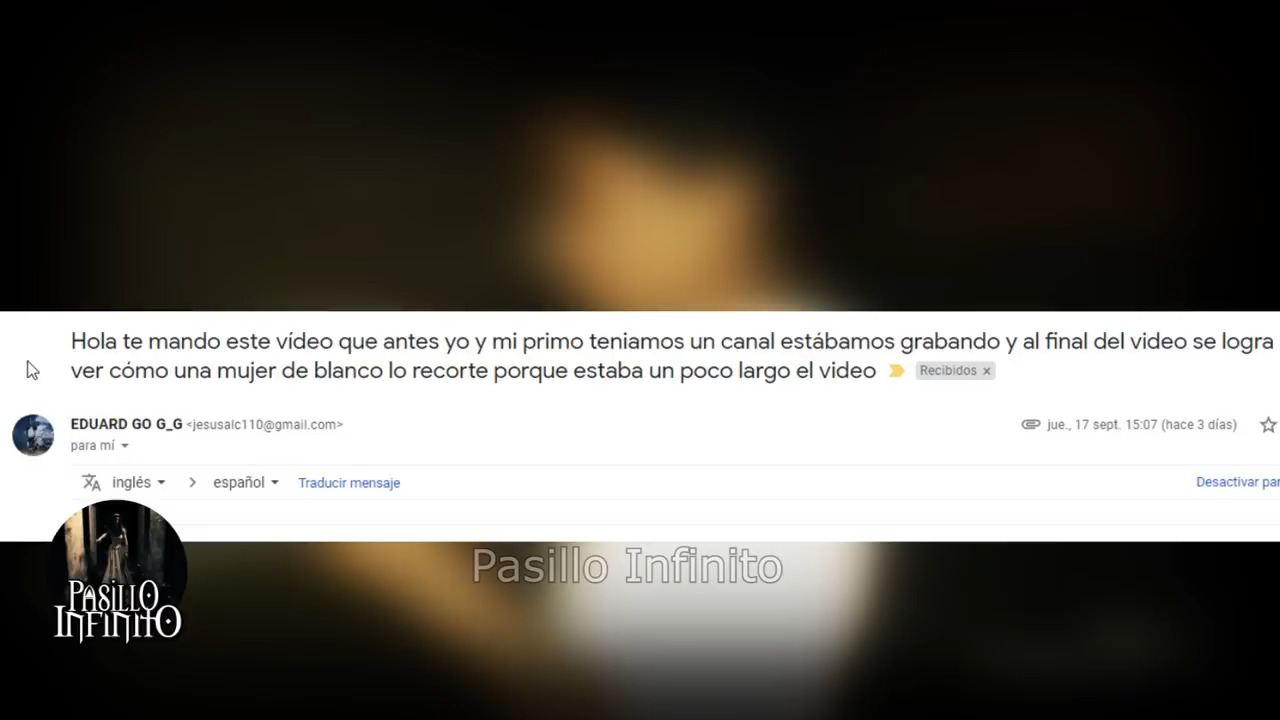 Hola te mando este vídeo que antes yo y mi primo teniamos un canal estábamos grabando y al final del video se logra
ver cómo una mujer de blanco lo recorte porque estaba un poco largo el video Recibidos ×
EDUARD GO G_G <jesusalc110@gmail.com> jue., 17 sept. 15:07 (hace 3 días)
para mí
inglés > español Traducir mensaje Desactivar par
Pasillo Infinito
PASILLO
INFINITO